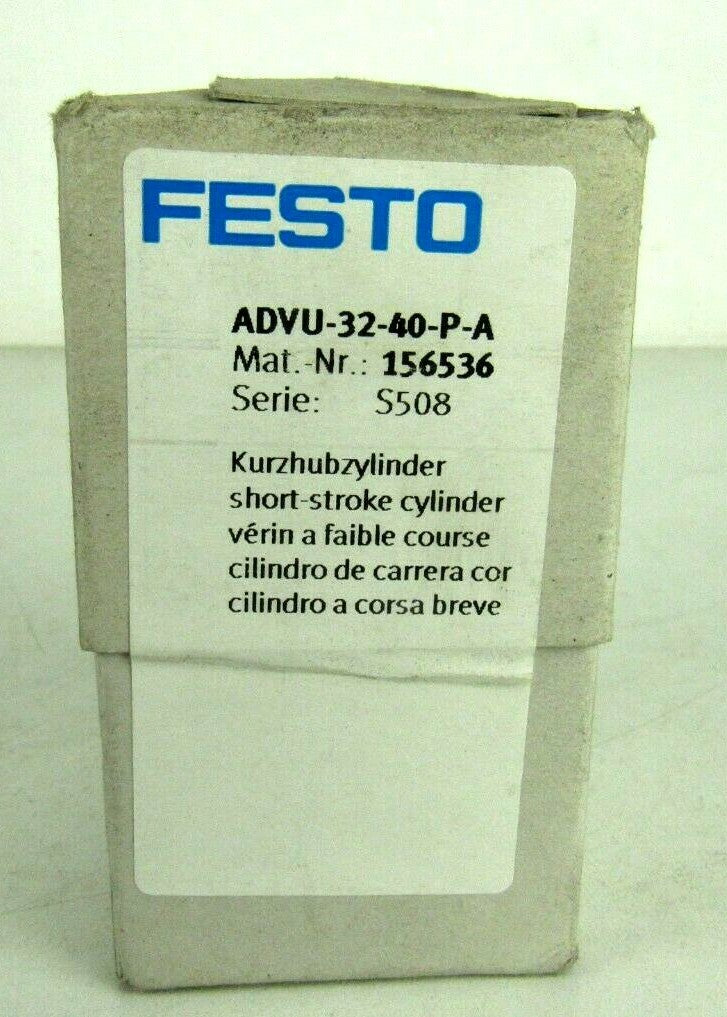 FESTO
ADVU-32-40-P-A
Mat.-Nr.: 156536
Serie: S508
Kurzhubzylinder
short-stroke cylinder
vérin a faible course
cilindro de carrera cor
cilindro a corsa breve